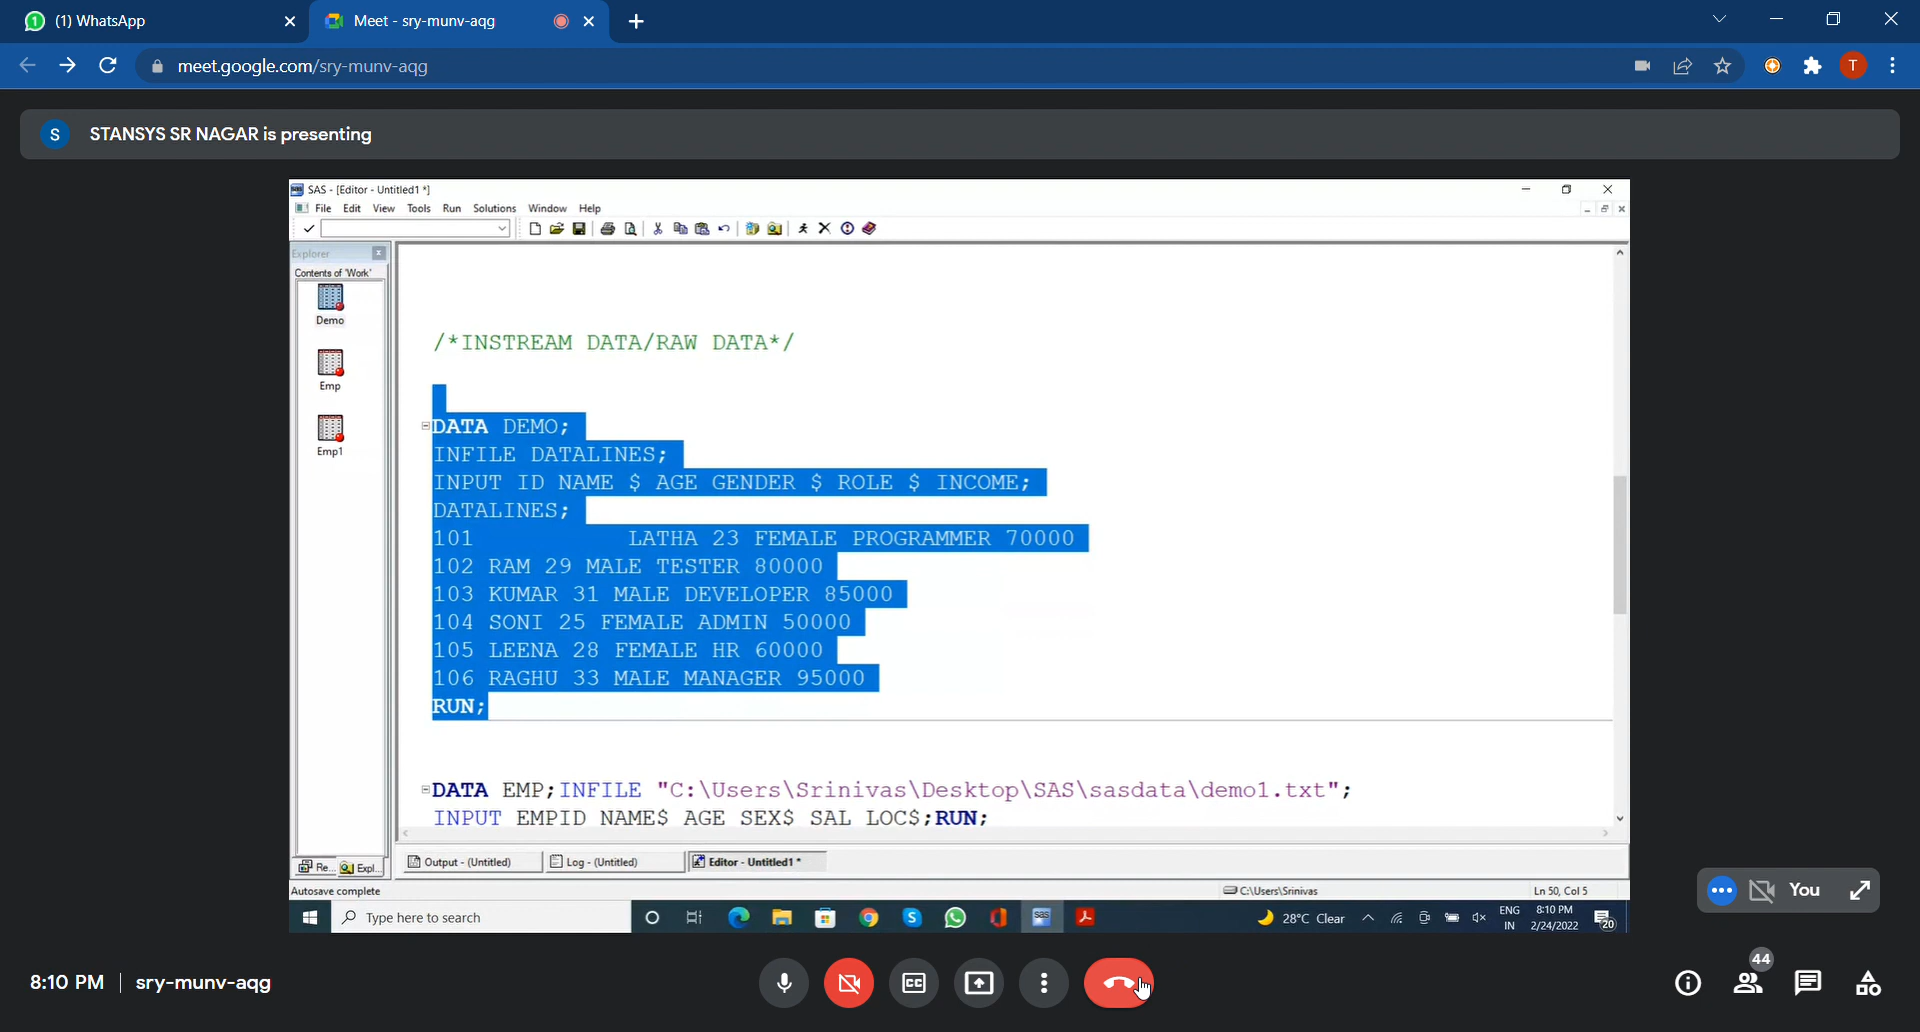 (1) WhatsApp
Meet - sry-munv-aqg
meet.google.com/sry-munv-aqg
T
S STANSYS SR NAGAR is presenting
SAS - [Editor - Untitled1 *]
File Edit View Tools Run Solutions Window Help
Explorer
Contents of 'Work'
Demo
Emp
Emp1
/*INSTREAM DATA/RAW DATA*/
DATA DEMO;
INFILE DATALINES;
INPUT ID NAME $ AGE GENDER $ ROLE $ INCOME;
DATALINES;
101 LATHA 23 FEMALE PROGRAMMER 70000
102 RAM 29 MALE TESTER 80000
103 KUMAR 31 MALE DEVELOPER 85000
104 SONI 25 FEMALE ADMIN 50000
105 LEENA 28 FEMALE HR 60000
106 RAGHU 33 MALE MANAGER 95000
RUN;
DATA EMP;INFILE "C:\Users\Srinivas\Desktop\SAS\sasdata\demo1.txt";
INPUT EMPID NAME$ AGE SEX$ SAL LOC$;RUN;
Re... Expl...
Output - (Untitled) Log - (Untitled) Editor - Untitled1 *
Autosave complete
C:\Users\Srinivas
Ln 50, Col 5
Type here to search
28°C Clear
ENG
IN
8:10 PM
2/24/2022
20
You
8:10 PM | sry-munv-aqg
CC
44